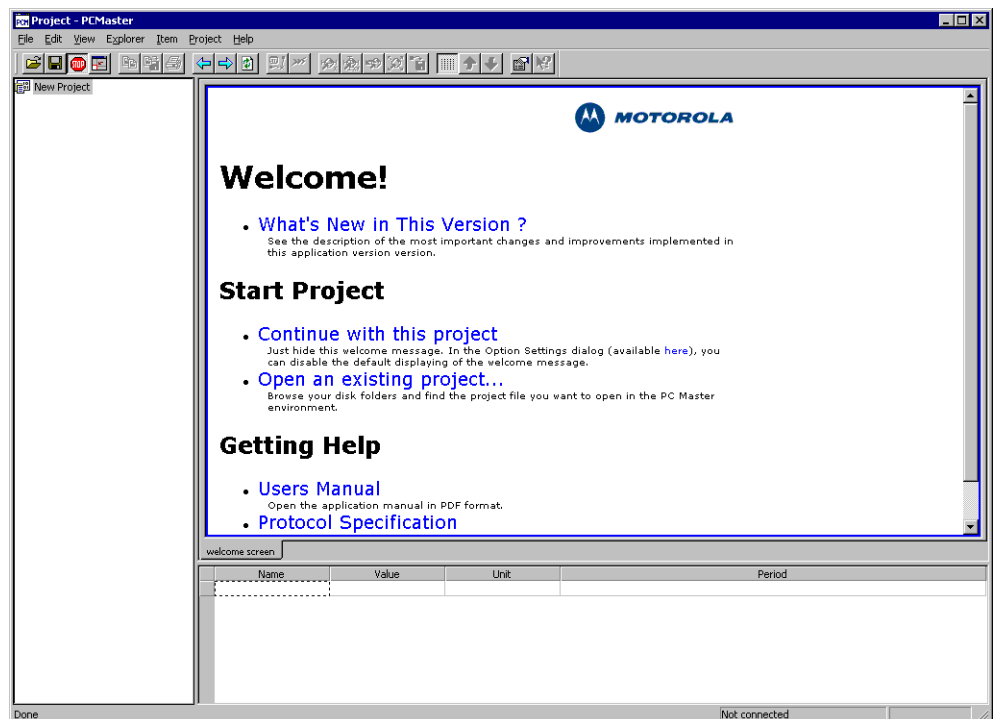 PCM Project - PCMaster
File Edit View Explorer Item Project Help
STOP
New Project
MOTOROLA
Welcome!
• What's New in This Version ?
See the description of the most important changes and improvements implemented in
this application version version.
Start Project
• Continue with this project
Just hide this welcome message. In the Option Settings dialog (available here), you
can disable the default displaying of the welcome message.
• Open an existing project...
Browse your disk folders and find the project file you want to open in the PC Master
environment.
Getting Help
• Users Manual
Open the application manual in PDF format.
• Protocol Specification
welcome screen
Name Value Unit Period
Done Not connected